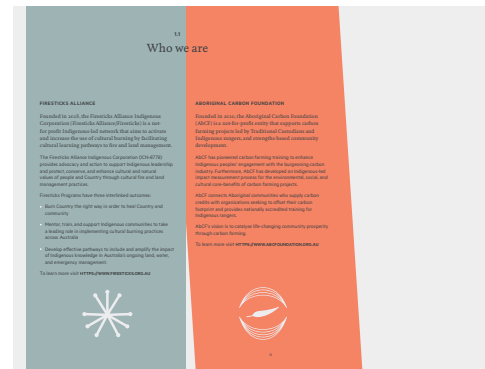 1.1
Who we are
FIRESTICKS ALLIANCE
Founded in 2018, the Firesticks Alliance Indigenous
Corporation (Firesticks Alliance/Firesticks) is a not-
for profit Indigenous-led network that aims to activate
and increase the use of cultural burning by facilitating
cultural learning pathways to fire and land management.
The Firesticks Alliance Indigenous Corporation (ICN-8778)
provides advocacy and action to support Indigenous leadership
and protect, conserve, and enhance cultural and natural
values of people and Country through cultural fire and land
management practices.
Firesticks Programs have three interlinked outcomes:
• Burn Country the right way in order to heal Country and
community
• Mentor, train, and support Indigenous communities to take
a leading role in implementing cultural burning practices
across Australia
• Develop effective pathways to include and amplify the impact
of Indigenous knowledge in Australia's ongoing land, water,
and emergency management.
To learn more visit HTTPS://WWW.FIRESTICKS.ORG.AU
ABORIGINAL CARBON FOUNDATION
Founded in 2010, the Aboriginal Carbon Foundation
(AbCF) is a not-for-profit entity that supports carbon
farming projects led by Traditional Custodians and
Indigenous rangers, and strengths-based community
development.
AbCF has pioneered carbon farming training to enhance
Indigenous peoples' engagement with the burgeoning carbon
industry. Furthermore, AbCF has developed an Indigenous-led
impact measurement process for the environmental, social, and
cultural core-benefits of carbon farming projects.
AbCF connects Aboriginal communities who supply carbon
credits with organisations seeking to offset their carbon
footprint and provides nationally accredited training for
Indigenous rangers.
AbCF's vision is to catalyse life-changing community prosperity
through carbon farming.
To learn more visit HTTPS://WWW.ABCFOUNDATION.ORG.AU